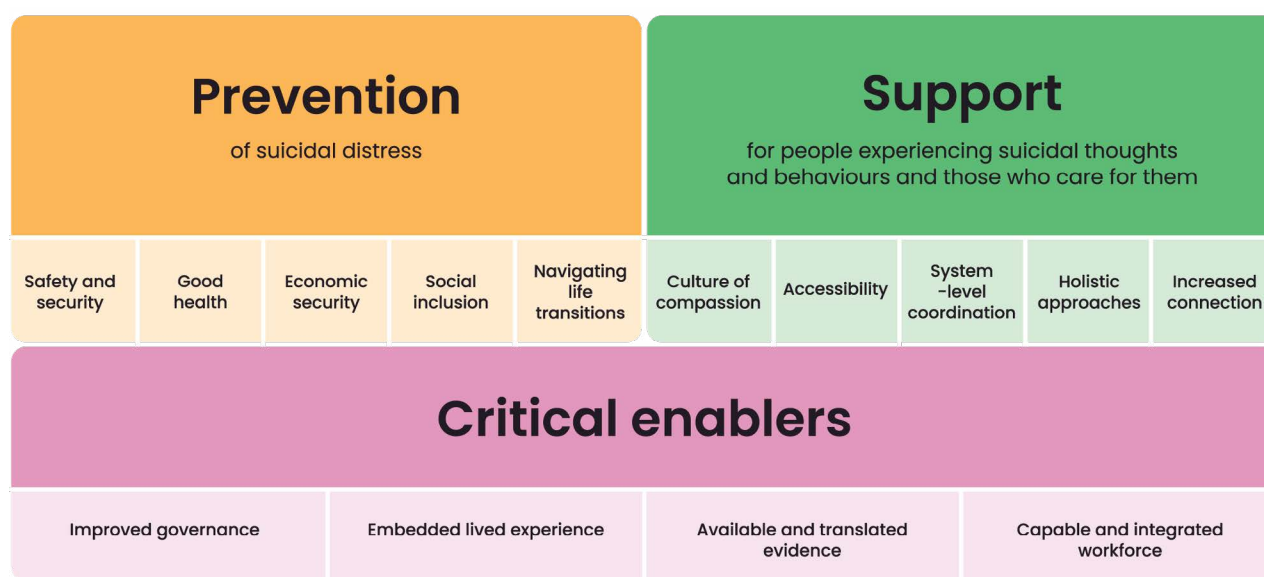 Prevention
of suicidal distress
Support
for people experiencing suicidal thoughts
and behaviours and those who care for them
Safety and
security
Good
health
Economic
security
Social
inclusion
Navigating
life
transitions
Culture of
compassion
Accessibility
System
-level
coordination
Holistic
approaches
Increased
connection
Critical enablers
Improved governance
Embedded lived experience
Available and translated
evidence
Capable and integrated
workforce